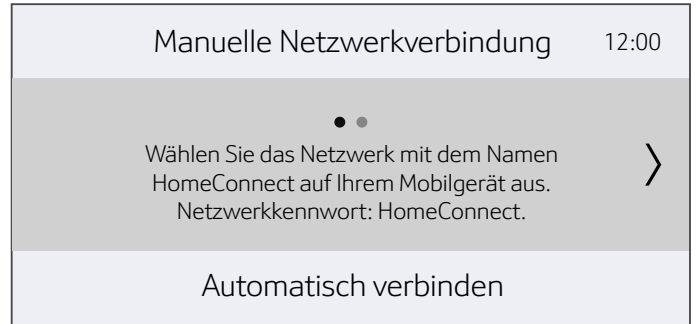 Manuelle Netzwerkverbindung 12:00
Wählen Sie das Netzwerk mit dem Namen
HomeConnect auf Ihrem Mobilgerät aus.
Netzwerkkennwort: HomeConnect.
Automatisch verbinden